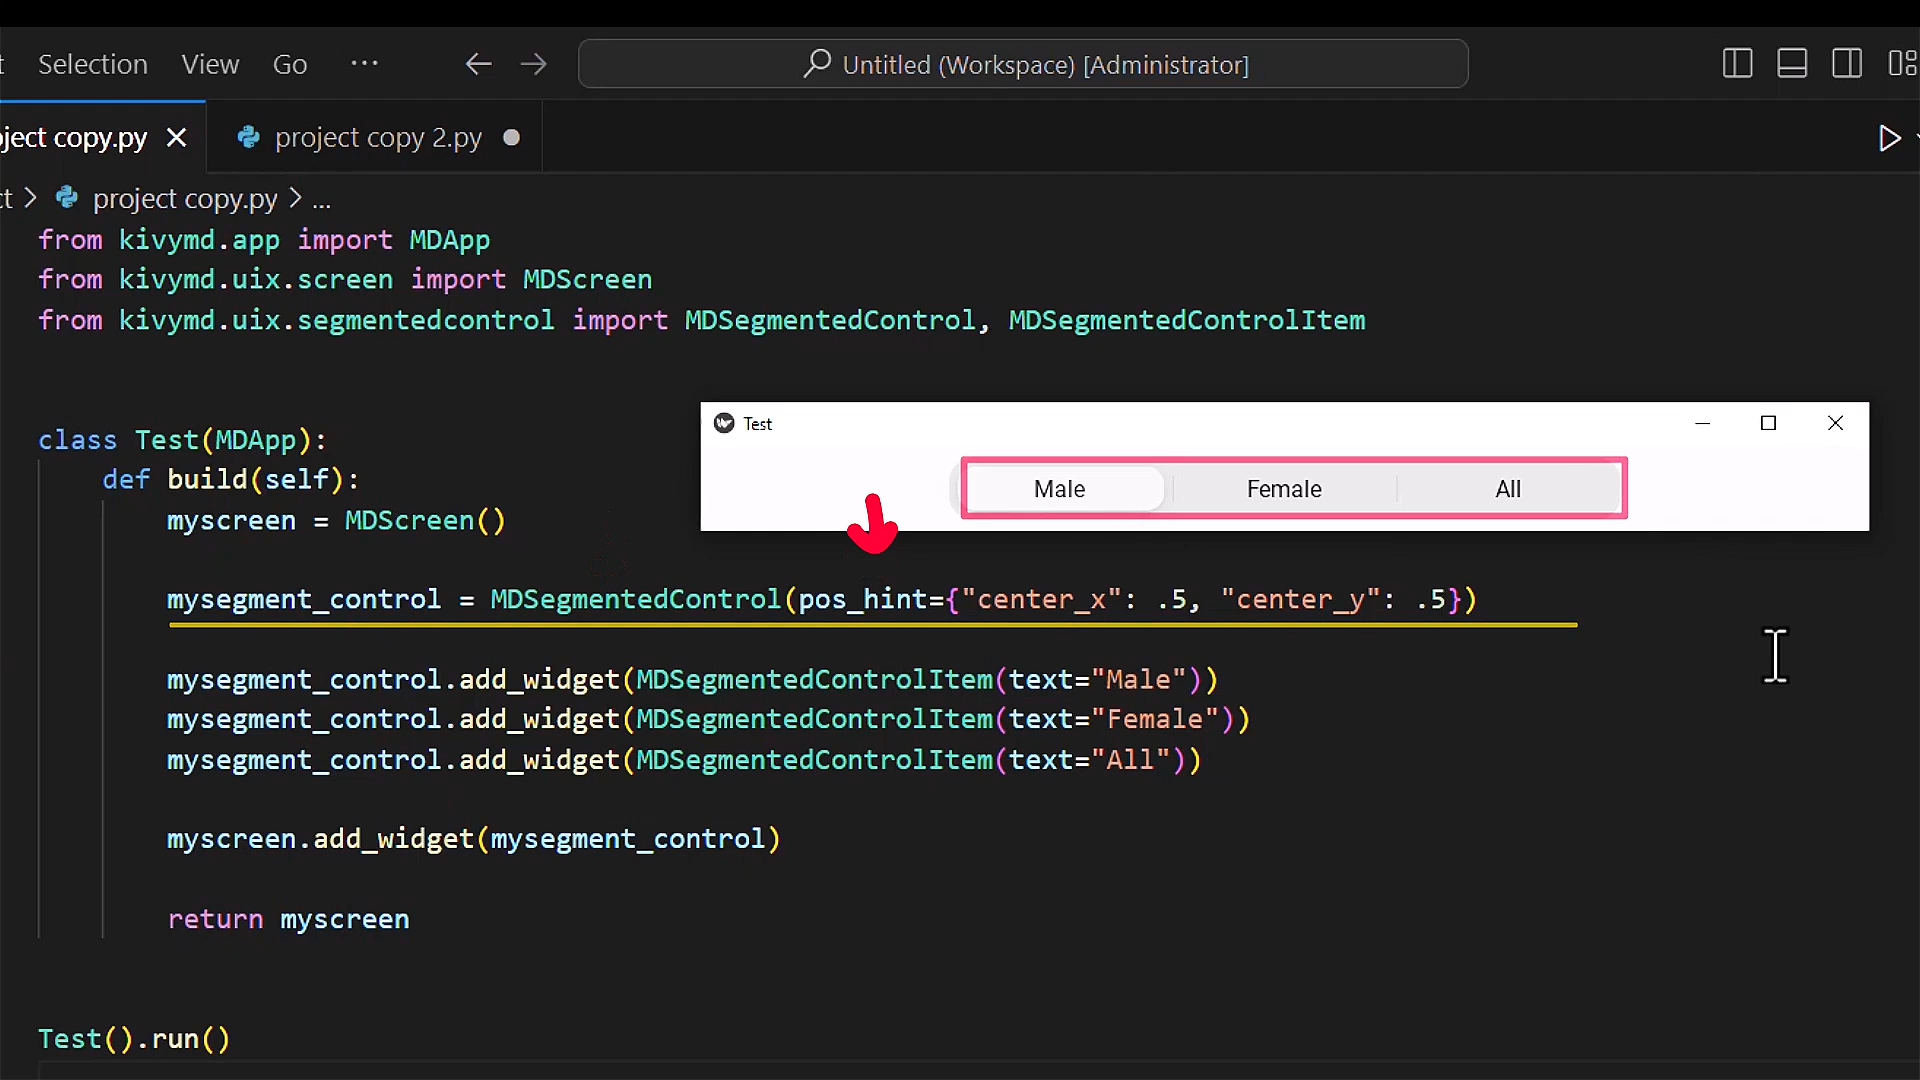 Selection View Go ··· Untitled (Workspace) [Administrator]
ject copy.py project copy 2.py
project copy.py > ...
from kivymd.app import MDApp
from kivymd.uix.screen import MDScreen
from kivymd.uix.segmentedcontrol import MDSegmentedControl, MDSegmentedControlItem
Test
Male Female All
class Test(MDApp):
def build(self):
myscreen = MDScreen()
mysegment_control = MDSegmentedControl(pos_hint={"center_x": .5, "center_y": .5})
mysegment_control.add_widget(MDSegmentedControlItem(text="Male"))
mysegment_control.add_widget(MDSegmentedControlItem(text="Female"))
mysegment_control.add_widget(MDSegmentedControlItem(text="All"))
myscreen.add_widget(mysegment_control)
return myscreen
Test().run()